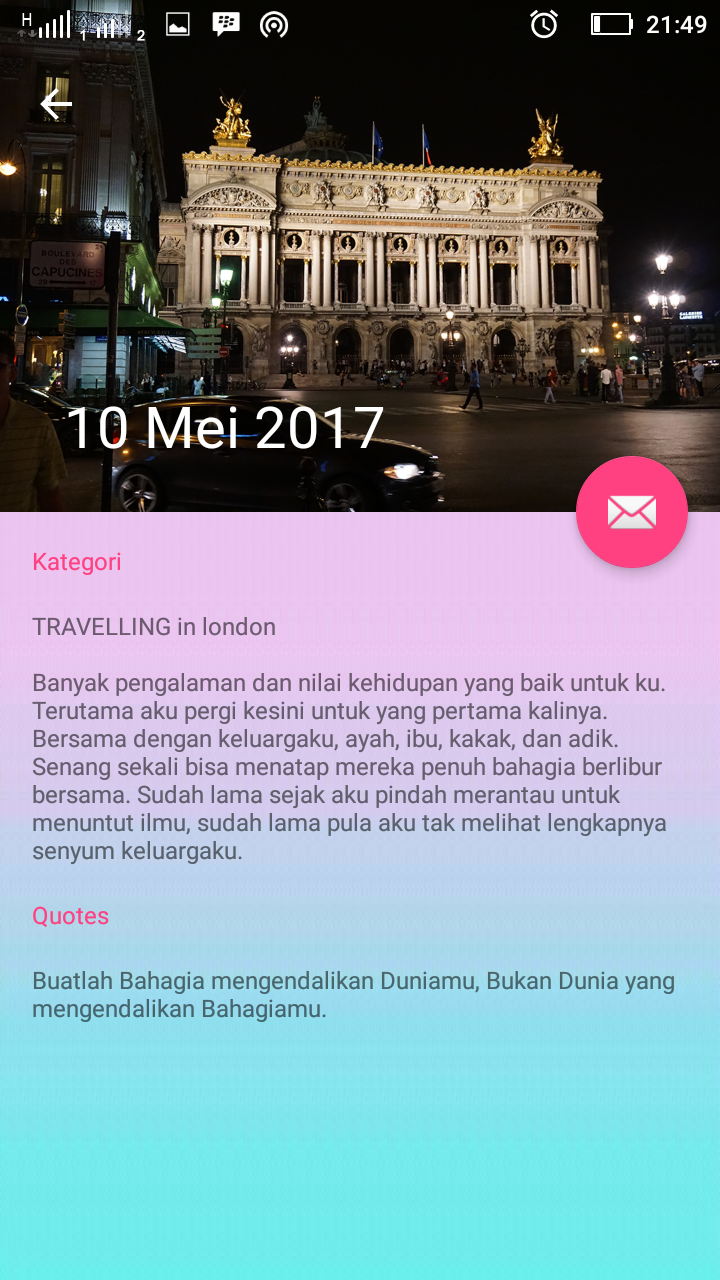 H
1
2
21:49
BOULEVARD
DES
CAPUCINES
GALERIES
LAFAYETTE
10 Mei 2017
Kategori
TRAVELLING in london
Banyak pengalaman dan nilai kehidupan yang baik untuk ku.
Terutama aku pergi kesini untuk yang pertama kalinya.
Bersama dengan keluargaku, ayah, ibu, kakak, dan adik.
Senang sekali bisa menatap mereka penuh bahagia berlibur
bersama. Sudah lama sejak aku pindah merantau untuk
menuntut ilmu, sudah lama pula aku tak melihat lengkapnya
senyum keluargaku.
Quotes
Buatlah Bahagia mengendalikan Duniamu, Bukan Dunia yang
mengendalikan Bahagiamu.